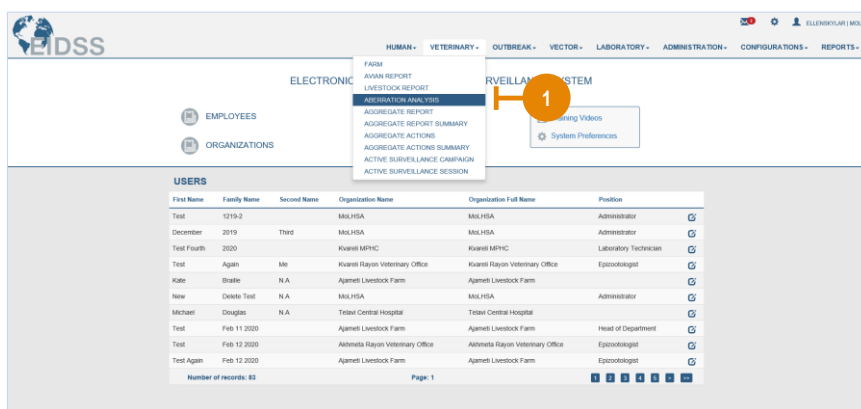 2
ELLENSKYLAR | MOL
EIDSS
HUMAN VETERINARY OUTBREAK VECTOR LABORATORY ADMINISTRATION CONFIGURATIONS REPORTS
FARM
AVIAN REPORT
LIVESTOCK REPORT
ABERRATION ANALYSIS
AGGREGATE REPORT
AGGREGATE REPORT SUMMARY
AGGREGATE ACTIONS
AGGREGATE ACTIONS SUMMARY
ACTIVE SURVEILLANCE CAMPAIGN
ACTIVE SURVEILLANCE SESSION
ELECTRONIC RVEILLAN SYSTEM
1
EMPLOYEES
ORGANIZATIONS
ining Videos
System Preferences
USERS
First Name Family Name Second Name Organization Name Organization Full Name Position
Test 1219-2 MoLHSA MoLHSA Administrator
December 2019 Third MoLHSA MoLHSA Administrator
Test Fourth 2020 Kvareli MPHC Kvareli MPHC Laboratory Technician
Test Again Me Kvareli Rayon Veterinary Office Kvareli Rayon Veterinary Office Epizootologist
Kate Braille N.A Ajameti Livestock Farm Ajameti Livestock Farm
New Delete Test N.A MoLHSA MoLHSA Administrator
Michael Douglas N.A Telavi Central Hospital Telavi Central Hospital
Test Feb 11 2020 Ajameti Livestock Farm Ajameti Livestock Farm Head of Department
Test Feb 12 2020 Akhmeta Rayon Veterinary Office Akhmeta Rayon Veterinary Office Epizootologist
Test Again Feb 12 2020 Ajameti Livestock Farm Ajameti Livestock Farm Epizootologist
Number of records: 83 Page: 1 1 2 3 4 5 > >>